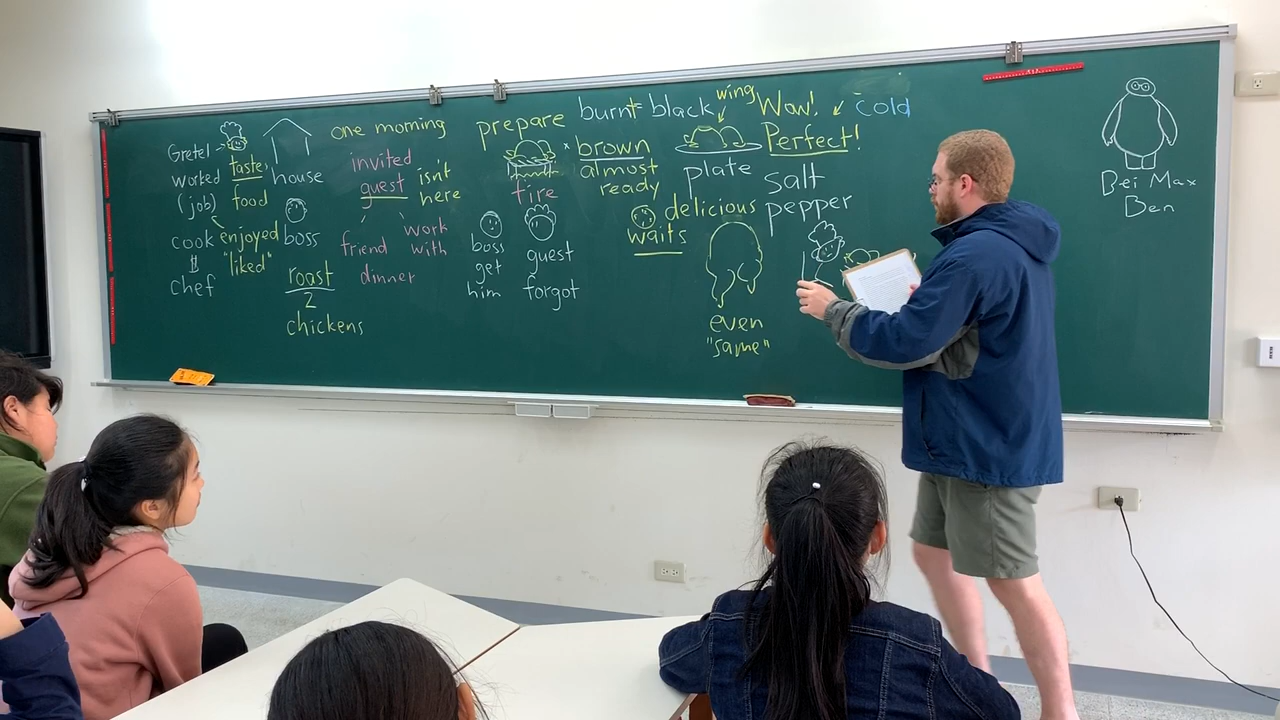 Gretel
worked
(job)
cook
chef
taste
food
enjoyed
"liked"
house
boss
roast
2
chickens
one morning
invited
guest
isn't
here
friend
work
with
dinner
prepare
fire
boss
get
him
guest
forgot
burnt = black
brown
almost
ready
waits
delicious
wing
plate
Wow!
Perfect!
cold
salt
pepper
even
"same"
Bei Max
Ben